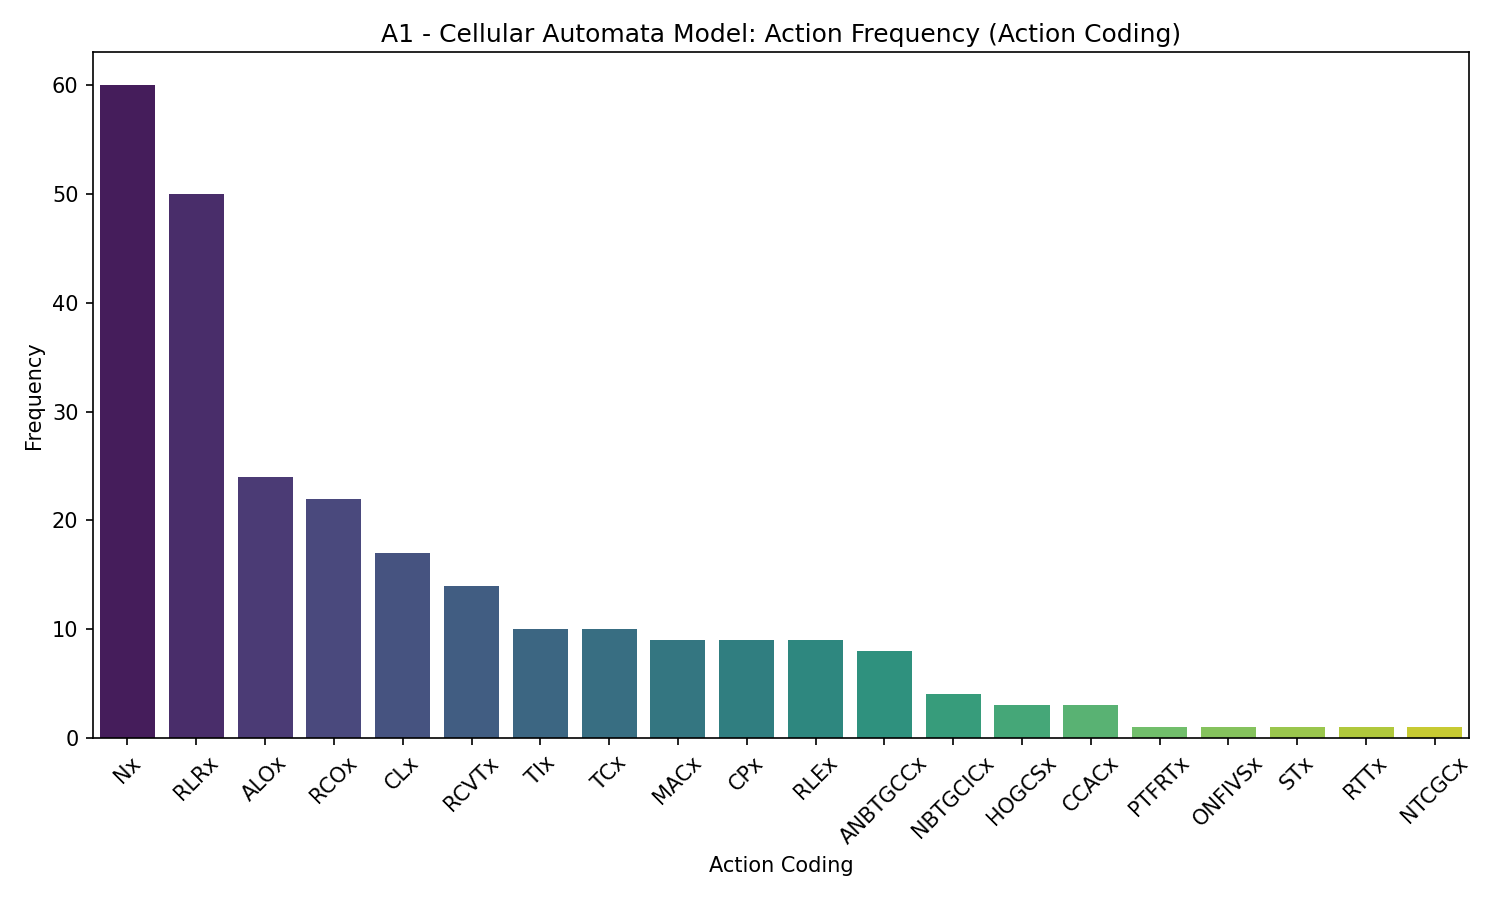 A1 - Cellular Automata Model: Action Frequency (Action Coding)
Frequency
60
50
40
30
20
10
0
Nx
RLRx
ALOx
RCOx
CLx
RCVTx
TIx
TCx
MACx
CPx
RLEx
ANBTGCCx
NBTGCICx
HOGCSx
CCACx
PTFRTx
ONFIVSx
STx
RTTx
NTCGCx
Action Coding